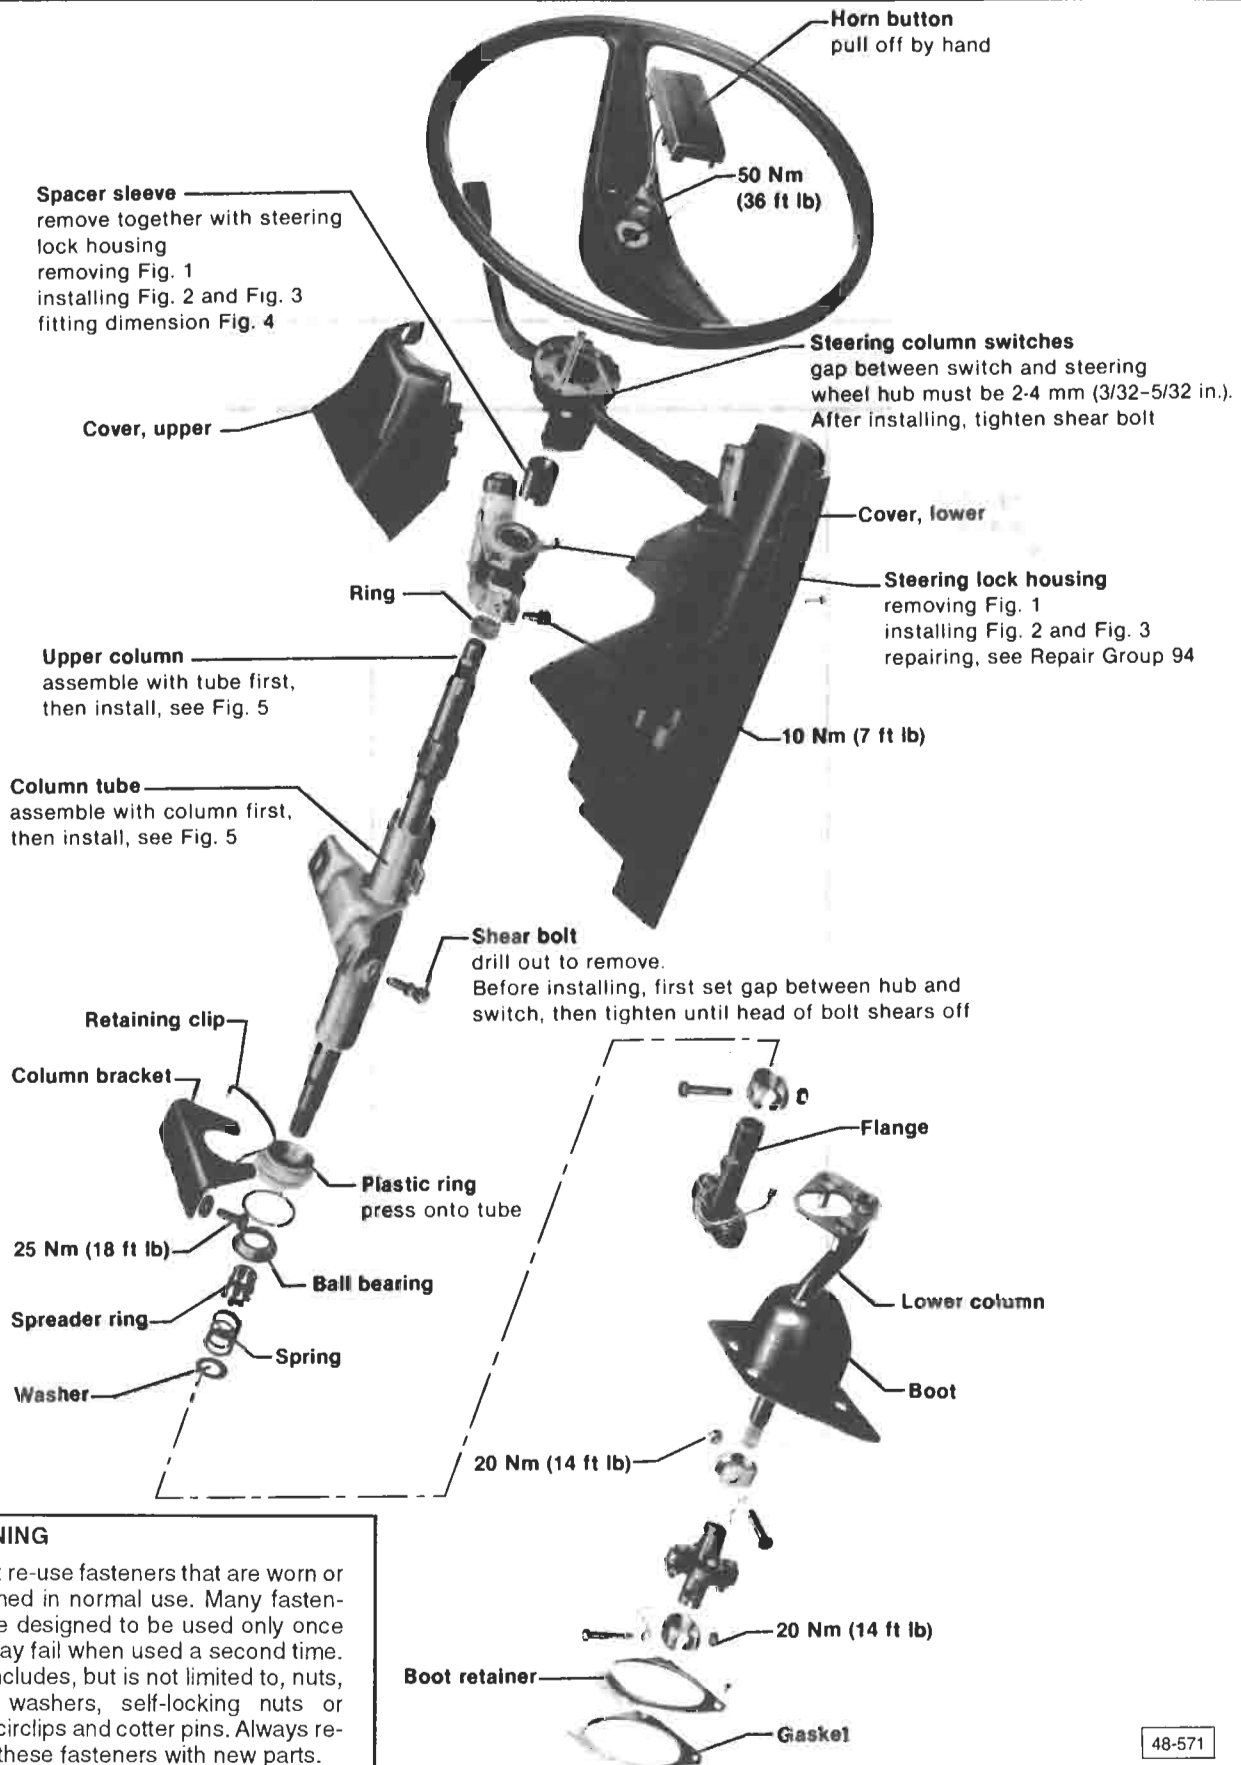 Horn button
pull off by hand
50 Nm
(36 ft lb)
Spacer sleeve
remove together with steering
lock housing
removing Fig. 1
installing Fig. 2 and Fig. 3
fitting dimension Fig. 4
Steering column switches
gap between switch and steering
wheel hub must be 2-4 mm (3/32-5/32 in.).
After installing, tighten shear bolt
Cover, upper
Cover, lower
Steering lock housing
removing Fig. 1
installing Fig. 2 and Fig. 3
repairing, see Repair Group 94
Ring
Upper column
assemble with tube first,
then install, see Fig. 5
10 Nm (7 ft lb)
Column tube
assemble with column first,
then install, see Fig. 5
Shear bolt
drill out to remove.
Before installing, first set gap between hub and
switch, then tighten until head of bolt shears off
Retaining clip
Column bracket
Flange
Plastic ring
press onto tube
25 Nm (18 ft lb)
Ball bearing
Lower column
Spreader ring
Spring
Washer
Boot
20 Nm (14 ft lb)
NING
re-use fasteners that are worn or
ned in normal use. Many fasten-
e designed to be used only once
ay fail when used a second time.
ncludes, but is not limited to, nuts,
washers, self-locking nuts or
circlips and cotter pins. Always re-
these fasteners with new parts.
20 Nm (14 ft lb)
Boot retainer
Gasket
48-571